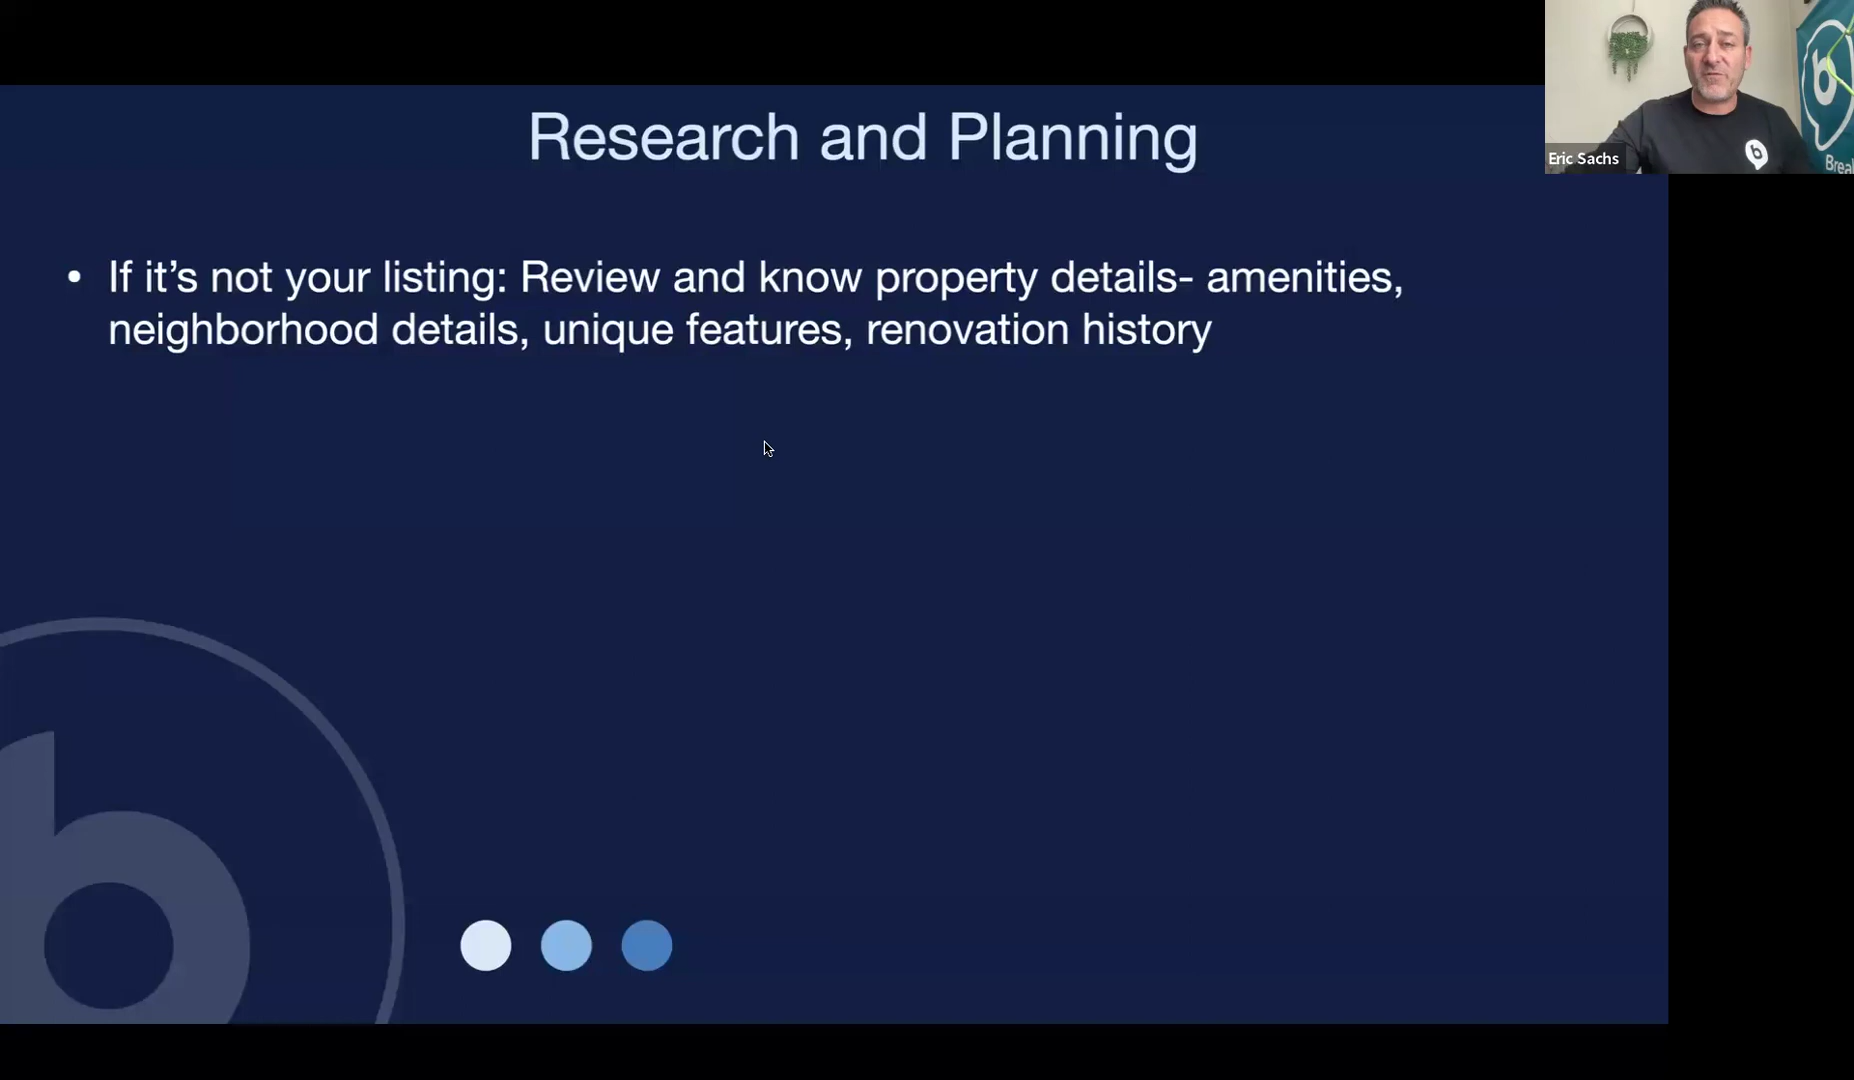 Research and Planning
• If it’s not your listing: Review and know property details- amenities,
neighborhood details, unique features, renovation history
Eric Sachs
b
b
b